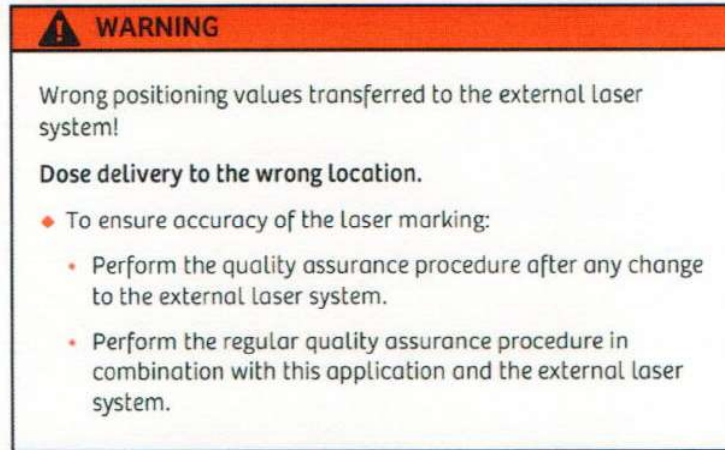 WARNING
Wrong positioning values transferred to the external laser
system!
Dose delivery to the wrong location.
To ensure accuracy of the laser marking:
Perform the quality assurance procedure after any change
to the external laser system.
Perform the regular quality assurance procedure in
combination with this application and the external laser
system.